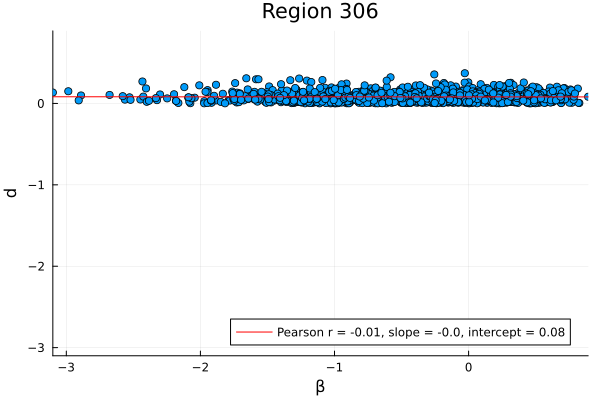 Region 306
0
−1
−2
−3
d
Pearson r = -0.01, slope = -0.0, intercept = 0.08
−3 −2 −1 0
β